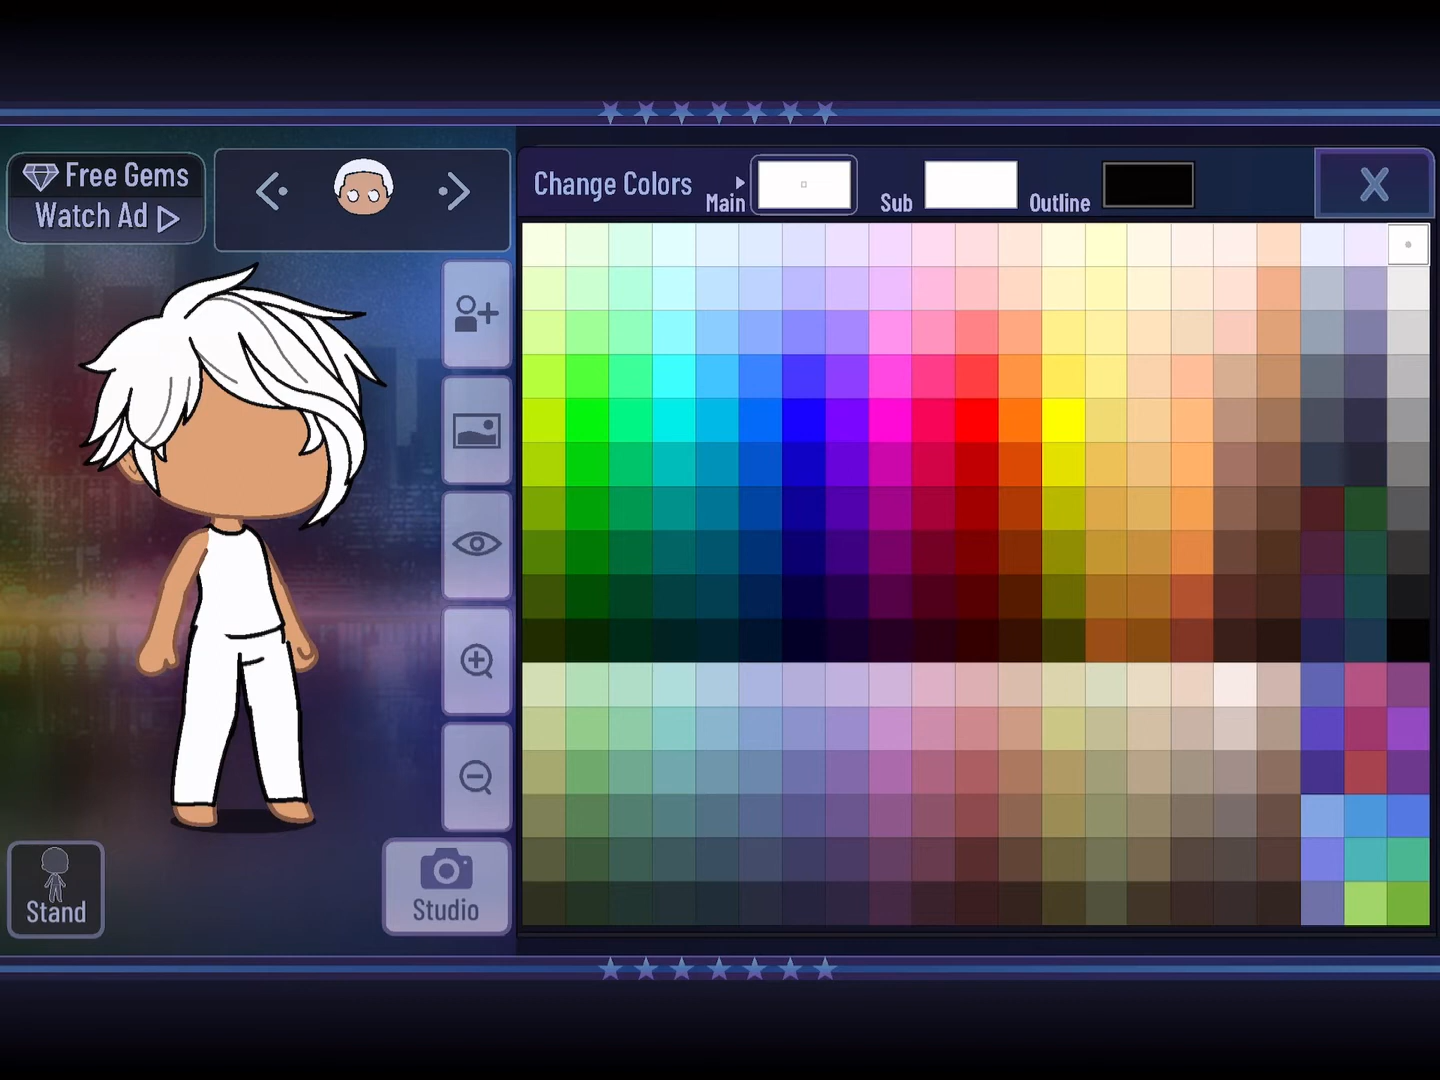 Free Gems
Watch Ad
Change Colors
Main
Sub
Outline
X
Stand
Studio